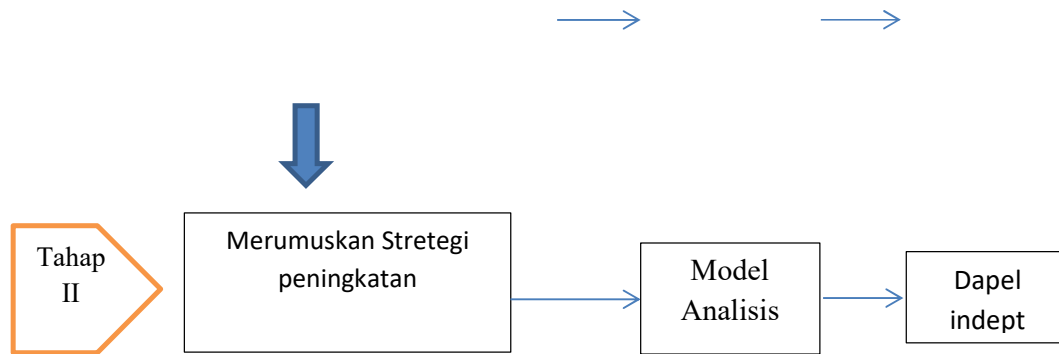 Tahap
II
Merumuskan Stretegi
peningkatan
Model
Analisis
Dapel
indept